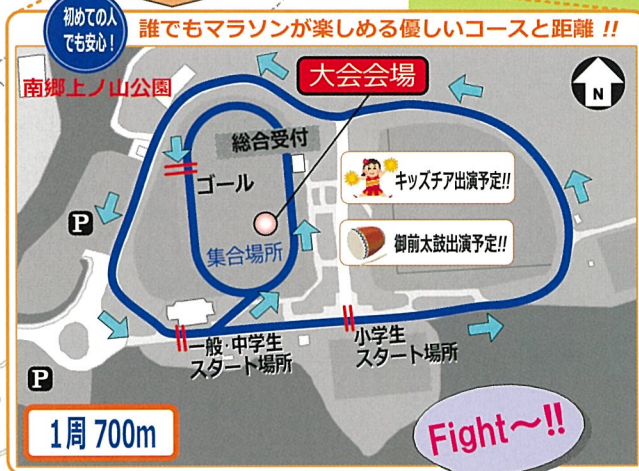 初めての人
でも安心！
誰でもマラソンが楽しめる優しいコースと距離 !!
南郷上ノ山公園
大会会場
N
総合受付
ゴール
キッズチア出演予定!!
P
集合場所
御前太鼓出演予定!!
一般・中学生
スタート場所
小学生
スタート場所
P
1周 700m
Fight～!!